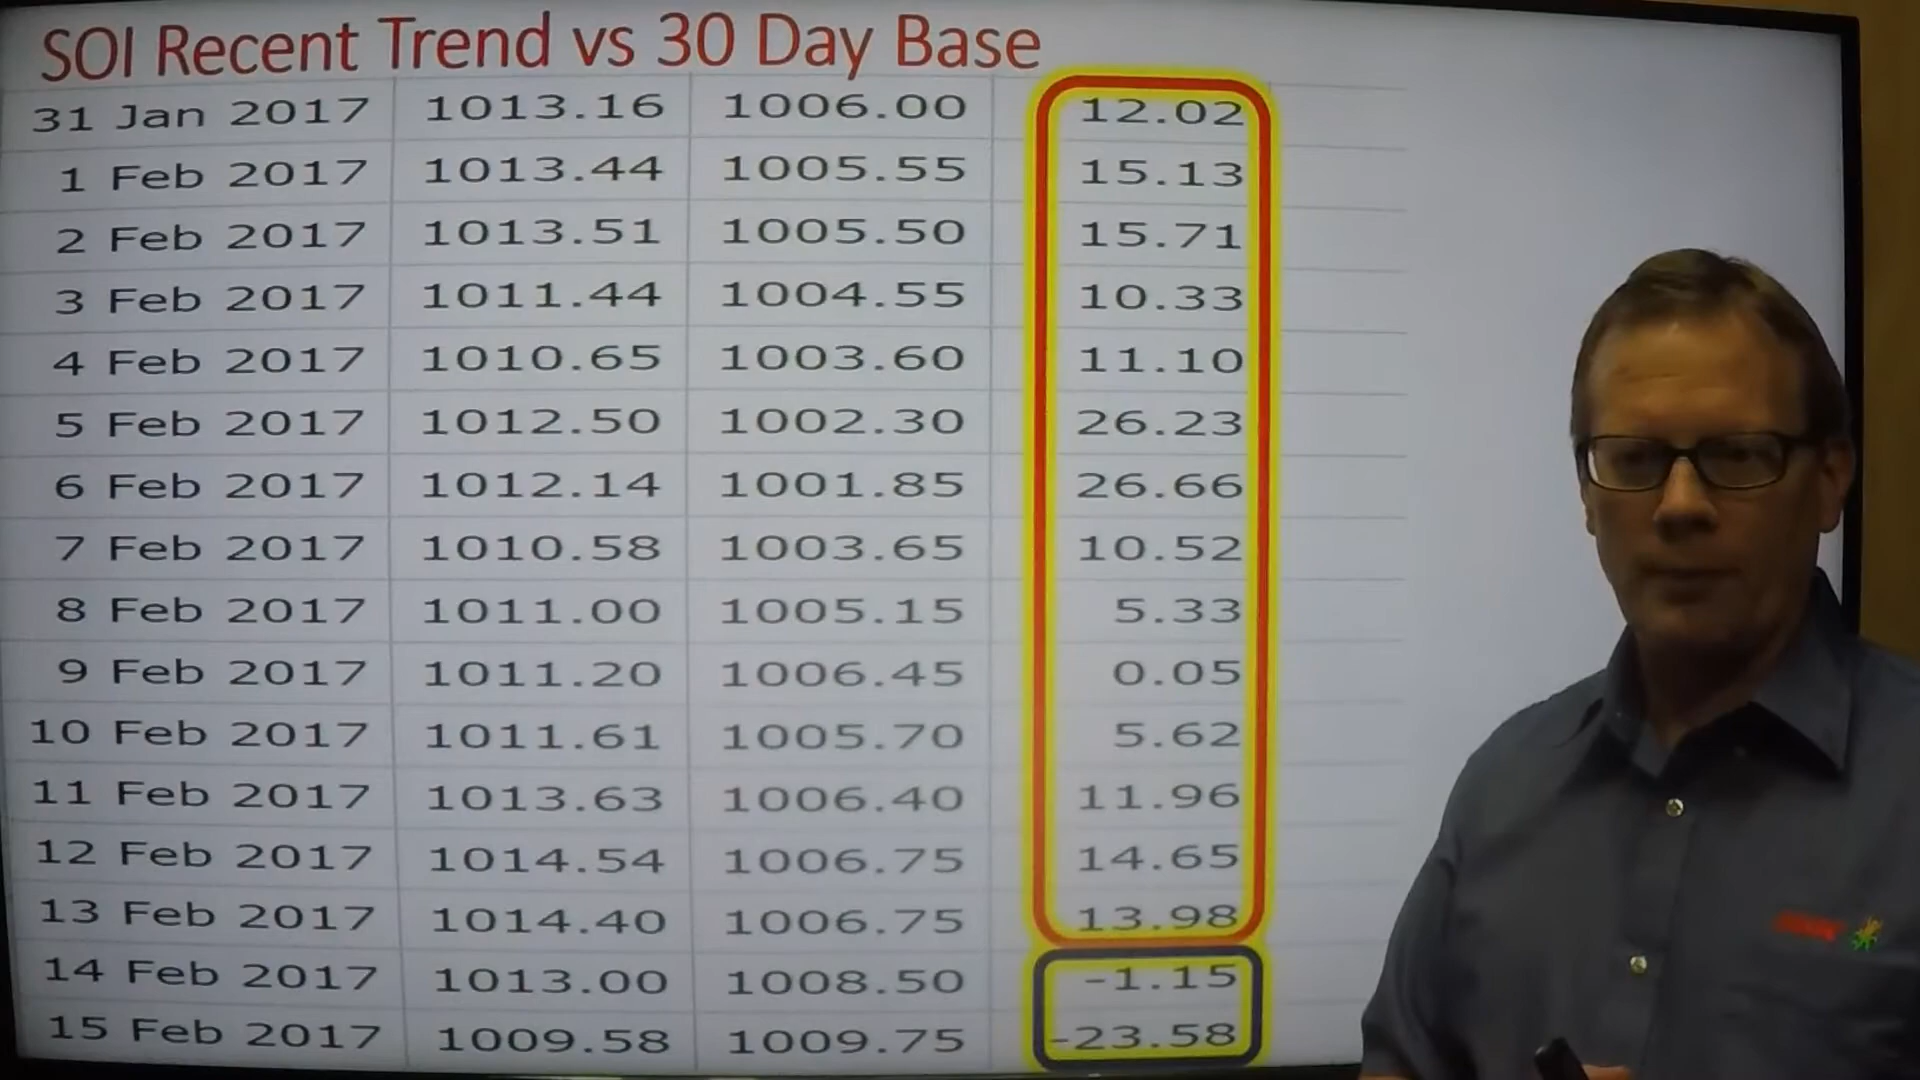 SOI Recent Trend vs 30 Day Base
31 Jan 2017 1013.16 1006.00 12.02
1 Feb 2017 1013.44 1005.55 15.13
2 Feb 2017 1013.51 1005.50 15.71
3 Feb 2017 1011.44 1004.55 10.33
4 Feb 2017 1010.65 1003.60 11.10
5 Feb 2017 1012.50 1002.30 26.23
6 Feb 2017 1012.14 1001.85 26.66
7 Feb 2017 1010.58 1003.65 10.52
8 Feb 2017 1011.00 1005.15 5.33
9 Feb 2017 1011.20 1006.45 0.05
10 Feb 2017 1011.61 1005.70 5.62
11 Feb 2017 1013.63 1006.40 11.96
12 Feb 2017 1014.54 1006.75 14.65
13 Feb 2017 1014.40 1006.75 13.98
14 Feb 2017 1013.00 1008.50 -1.15
15 Feb 2017 1009.58 1009.75 -23.58